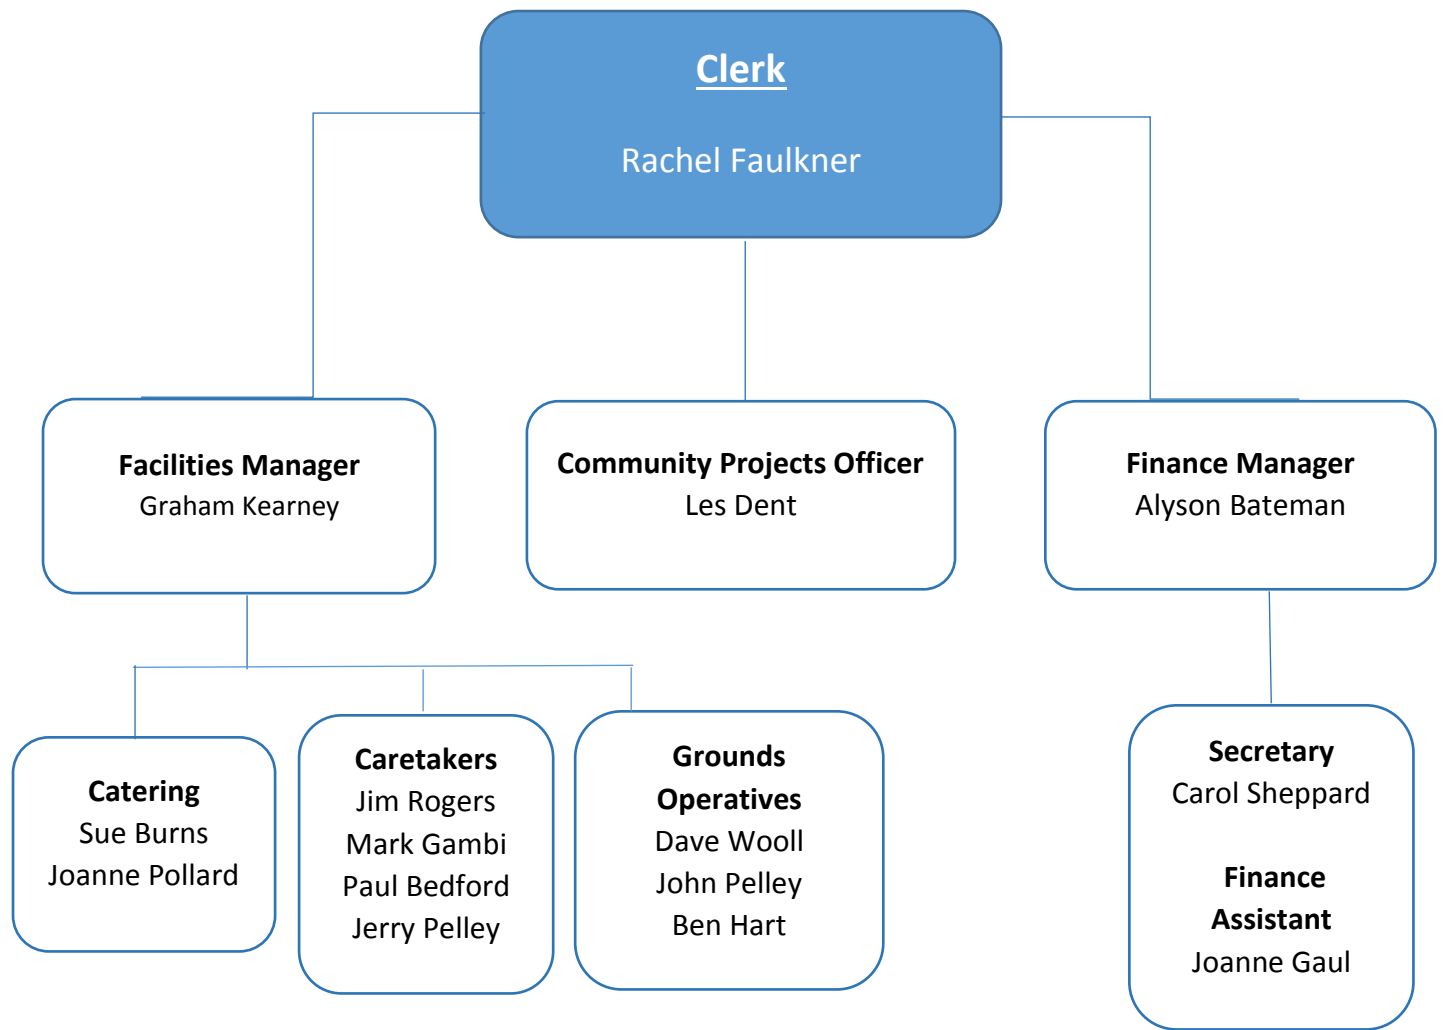 Clerk
Rachel Faulkner
Facilities Manager
Graham Kearney
Community Projects Officer
Les Dent
Finance Manager
Alyson Bateman
Catering
Sue Burns
Joanne Pollard
Caretakers
Jim Rogers
Mark Gambi
Paul Bedford
Jerry Pelley
Grounds
Operatives
Dave Wooll
John Pelley
Ben Hart
Secretary
Carol Sheppard
Finance
Assistant
Joanne Gaul